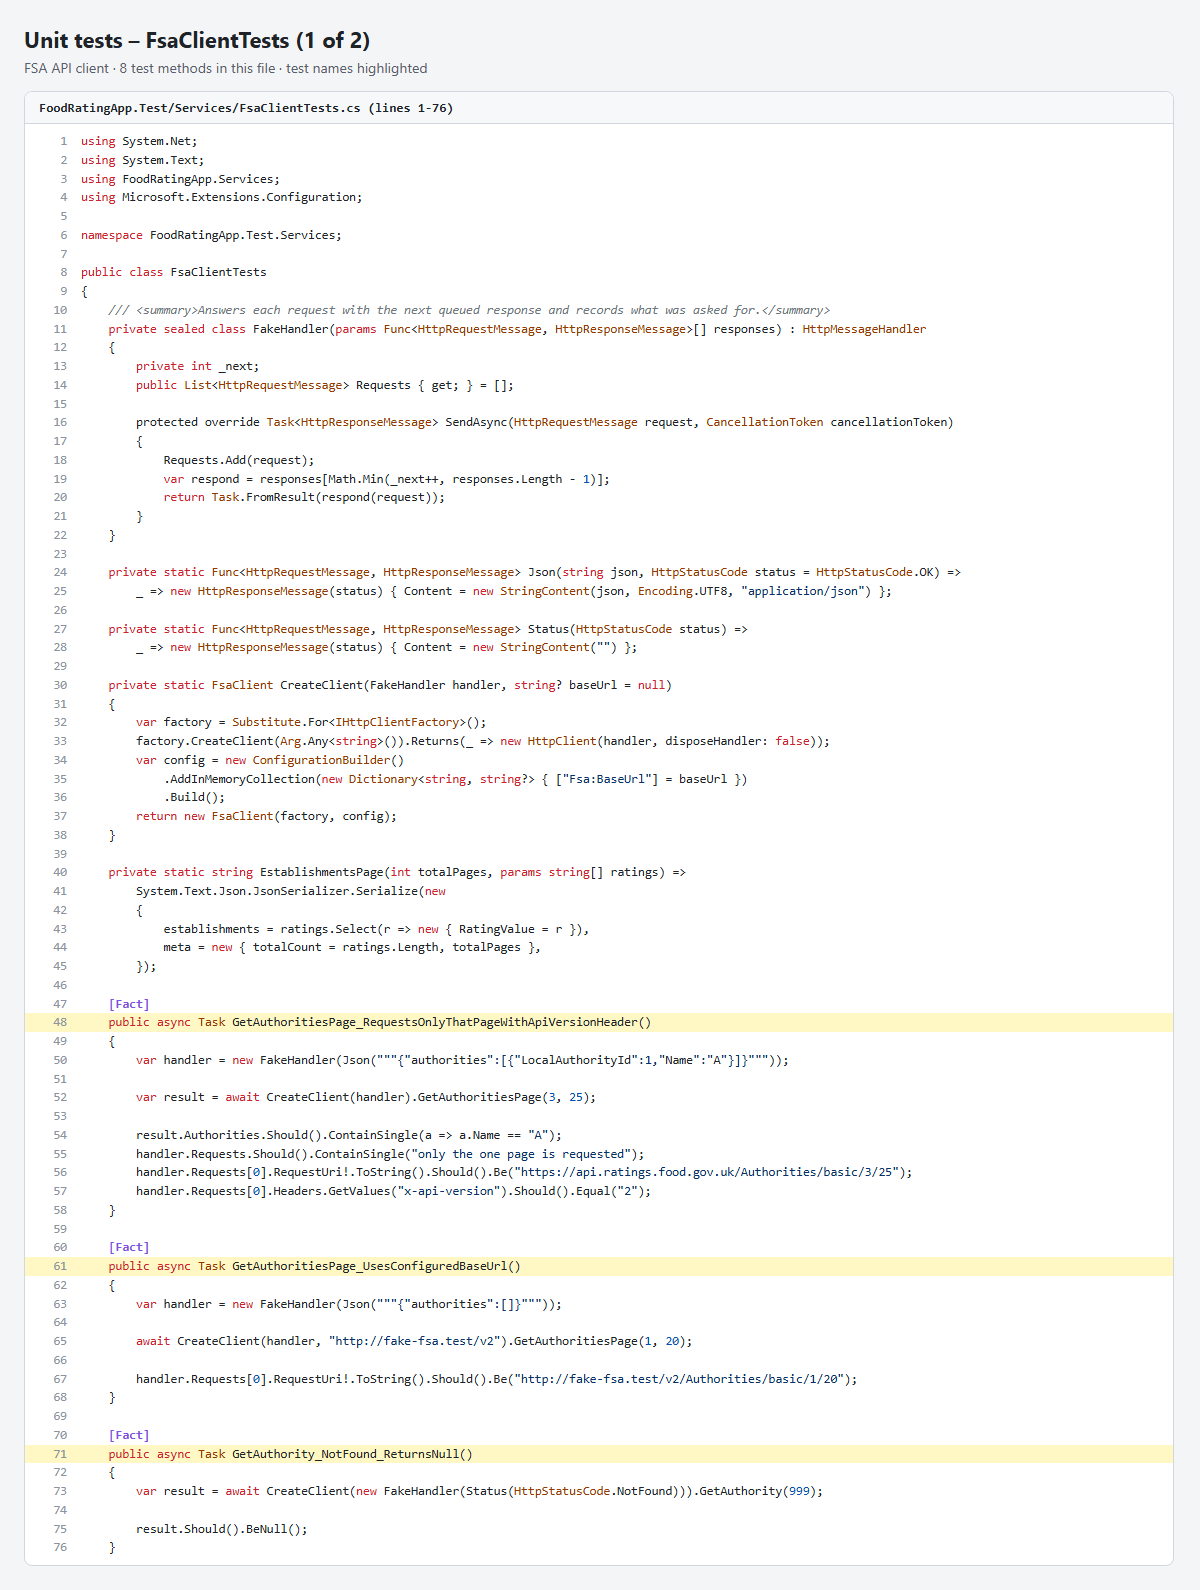 Unit tests – FsaClientTests (1 of 2)
FSA API client · 8 test methods in this file · test names highlighted
FoodRatingApp.Test/Services/FsaClientTests.cs (lines 1-76)
1 using System.Net;
2 using System.Text;
3 using FoodRatingApp.Services;
4 using Microsoft.Extensions.Configuration;
5
6 namespace FoodRatingApp.Test.Services;
7
8 public class FsaClientTests
9 {
10     /// <summary>Answers each request with the next queued response and records what was asked for.</summary>
11     private sealed class FakeHandler(params Func<HttpRequestMessage, HttpResponseMessage>[] responses) : HttpMessageHandler
12     {
13         private int _next;
14         public List<HttpRequestMessage> Requests { get; } = [];
15
16         protected override Task<HttpResponseMessage> SendAsync(HttpRequestMessage request, CancellationToken cancellationToken)
17         {
18             Requests.Add(request);
19             var respond = responses[Math.Min(_next++, responses.Length - 1)];
20             return Task.FromResult(respond(request));
21         }
22     }
23
24     private static Func<HttpRequestMessage, HttpResponseMessage> Json(string json, HttpStatusCode status = HttpStatusCode.OK) =>
25         _ => new HttpResponseMessage(status) { Content = new StringContent(json, Encoding.UTF8, "application/json") };
26
27     private static Func<HttpRequestMessage, HttpResponseMessage> Status(HttpStatusCode status) =>
28         _ => new HttpResponseMessage(status) { Content = new StringContent("") };
29
30     private static FsaClient CreateClient(FakeHandler handler, string? baseUrl = null)
31     {
32         var factory = Substitute.For<IHttpClientFactory>();
33         factory.CreateClient(Arg.Any<string>()).Returns(_ => new HttpClient(handler, disposeHandler: false));
34         var config = new ConfigurationBuilder()
35             .AddInMemoryCollection(new Dictionary<string, string?> { ["Fsa:BaseUrl"] = baseUrl })
36             .Build();
37         return new FsaClient(factory, config);
38     }
39
40     private static string EstablishmentsPage(int totalPages, params string[] ratings) =>
41         System.Text.Json.JsonSerializer.Serialize(new
42         {
43             establishments = ratings.Select(r => new { RatingValue = r }),
44             meta = new { totalCount = ratings.Length, totalPages },
45         });
46
47     [Fact]
48     public async Task GetAuthoritiesPage_RequestsOnlyThatPageWithApiVersionHeader()
49     {
50         var handler = new FakeHandler(Json("""{"authorities":[{"LocalAuthorityId":1,"Name":"A"}]}"""));
51
52         var result = await CreateClient(handler).GetAuthoritiesPage(3, 25);
53
54         result.Authorities.Should().ContainSingle(a => a.Name == "A");
55         handler.Requests.Should().ContainSingle("only the one page is requested");
56         handler.Requests[0].RequestUri!.ToString().Should().Be("https://api.ratings.food.gov.uk/Authorities/basic/3/25");
57         handler.Requests[0].Headers.GetValues("x-api-version").Should().Equal("2");
58     }
59
60     [Fact]
61     public async Task GetAuthoritiesPage_UsesConfiguredBaseUrl()
62     {
63         var handler = new FakeHandler(Json("""{"authorities":[]}"""));
64
65         await CreateClient(handler, "http://fake-fsa.test/v2").GetAuthoritiesPage(1, 20);
66
67         handler.Requests[0].RequestUri!.ToString().Should().Be("http://fake-fsa.test/v2/Authorities/basic/1/20");
68     }
69
70     [Fact]
71     public async Task GetAuthority_NotFound_ReturnsNull()
72     {
73         var result = await CreateClient(new FakeHandler(Status(HttpStatusCode.NotFound))).GetAuthority(999);
74
75         result.Should().BeNull();
76     }